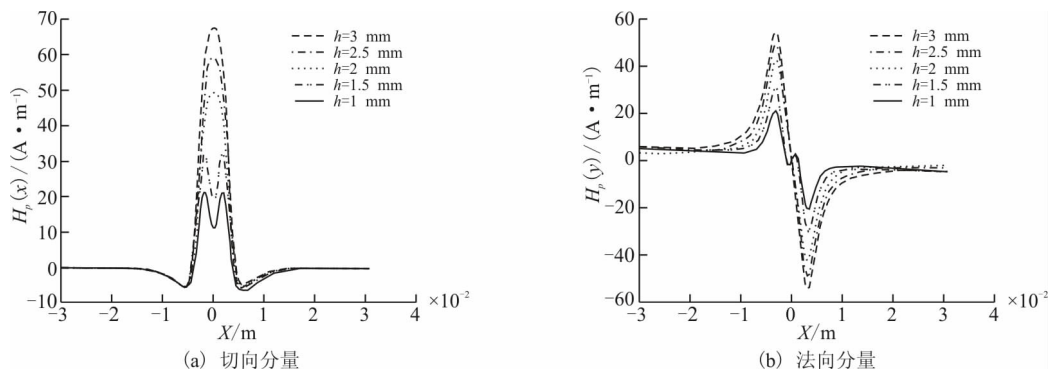 70
60
50
40
30
20
10
0
−10
−3
−2
−1
0
1
2
3
4
×10⁻²
H_p(x)/(A·m⁻¹)
X/m
h=3 mm
h=2.5 mm
h=2 mm
h=1.5 mm
h=1 mm
(a) 切向分量
60
40
20
0
−20
−40
−60
−3
−2
−1
0
1
2
3
4
×10⁻²
H_p(y)/(A·m⁻¹)
X/m
h=3 mm
h=2.5 mm
h=2 mm
h=1.5 mm
h=1 mm
(b) 法向分量